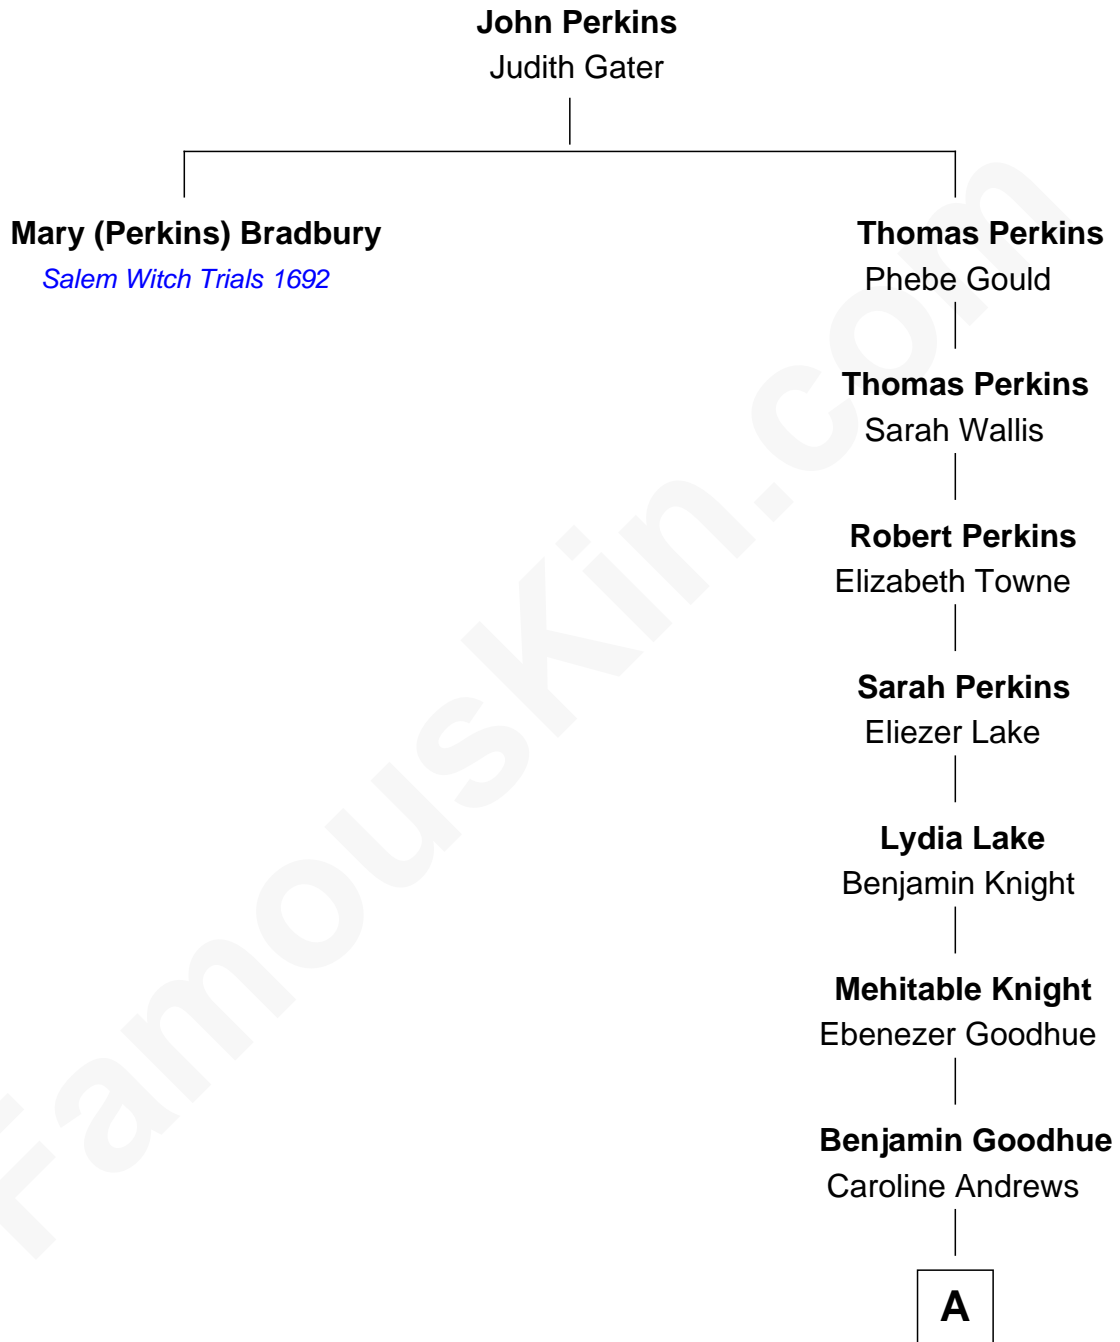 John Perkins
Judith Gater
Mary (Perkins) Bradbury
Salem Witch Trials 1692
Thomas Perkins
Phebe Gould
Thomas Perkins
Sarah Wallis
Robert Perkins
Elizabeth Towne
Sarah Perkins
Eliezer Lake
Lydia Lake
Benjamin Knight
Mehitable Knight
Ebenezer Goodhue
Benjamin Goodhue
Caroline Andrews
A
FamousKin.com